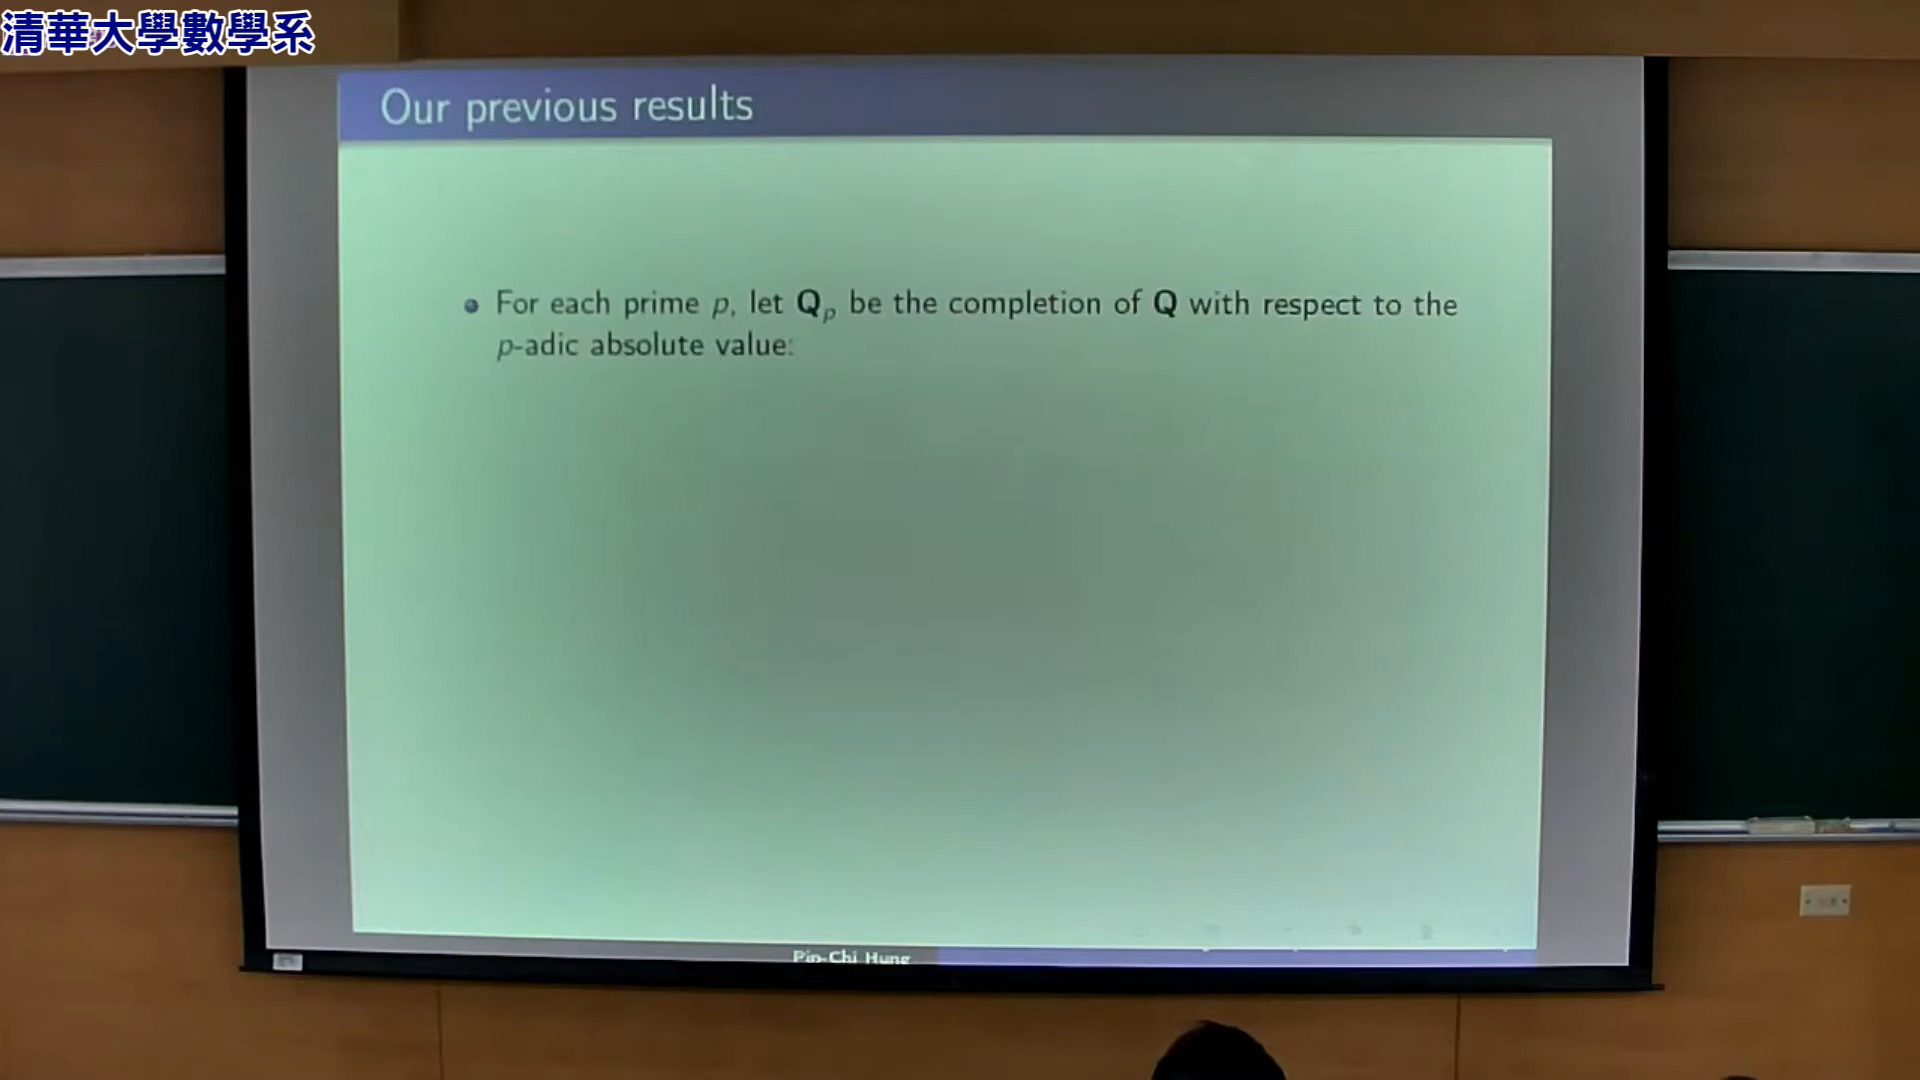 清華大學數學系
Our previous results
• For each prime p, let Qₚ be the completion of Q with respect to the
p-adic absolute value:
Pin-Chi Hung